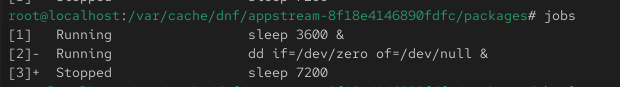 root@localhost:/var/cache/dnf/appstream-8f18e4146890fdfc/packages# jobs
[1]   Running                 sleep 3600 &
[2]-  Running                 dd if=/dev/zero of=/dev/null &
[3]+  Stopped                 sleep 7200